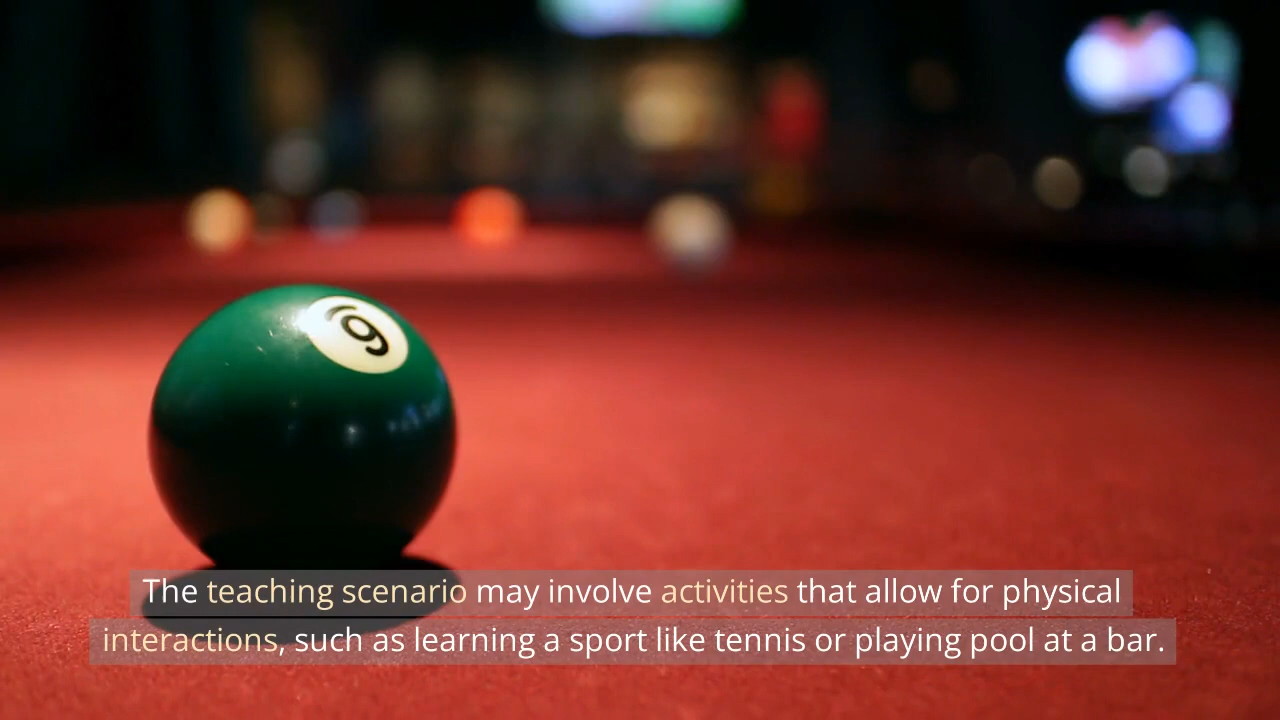 6
The teaching scenario may involve activities that allow for physical
interactions, such as learning a sport like tennis or playing pool at a bar.